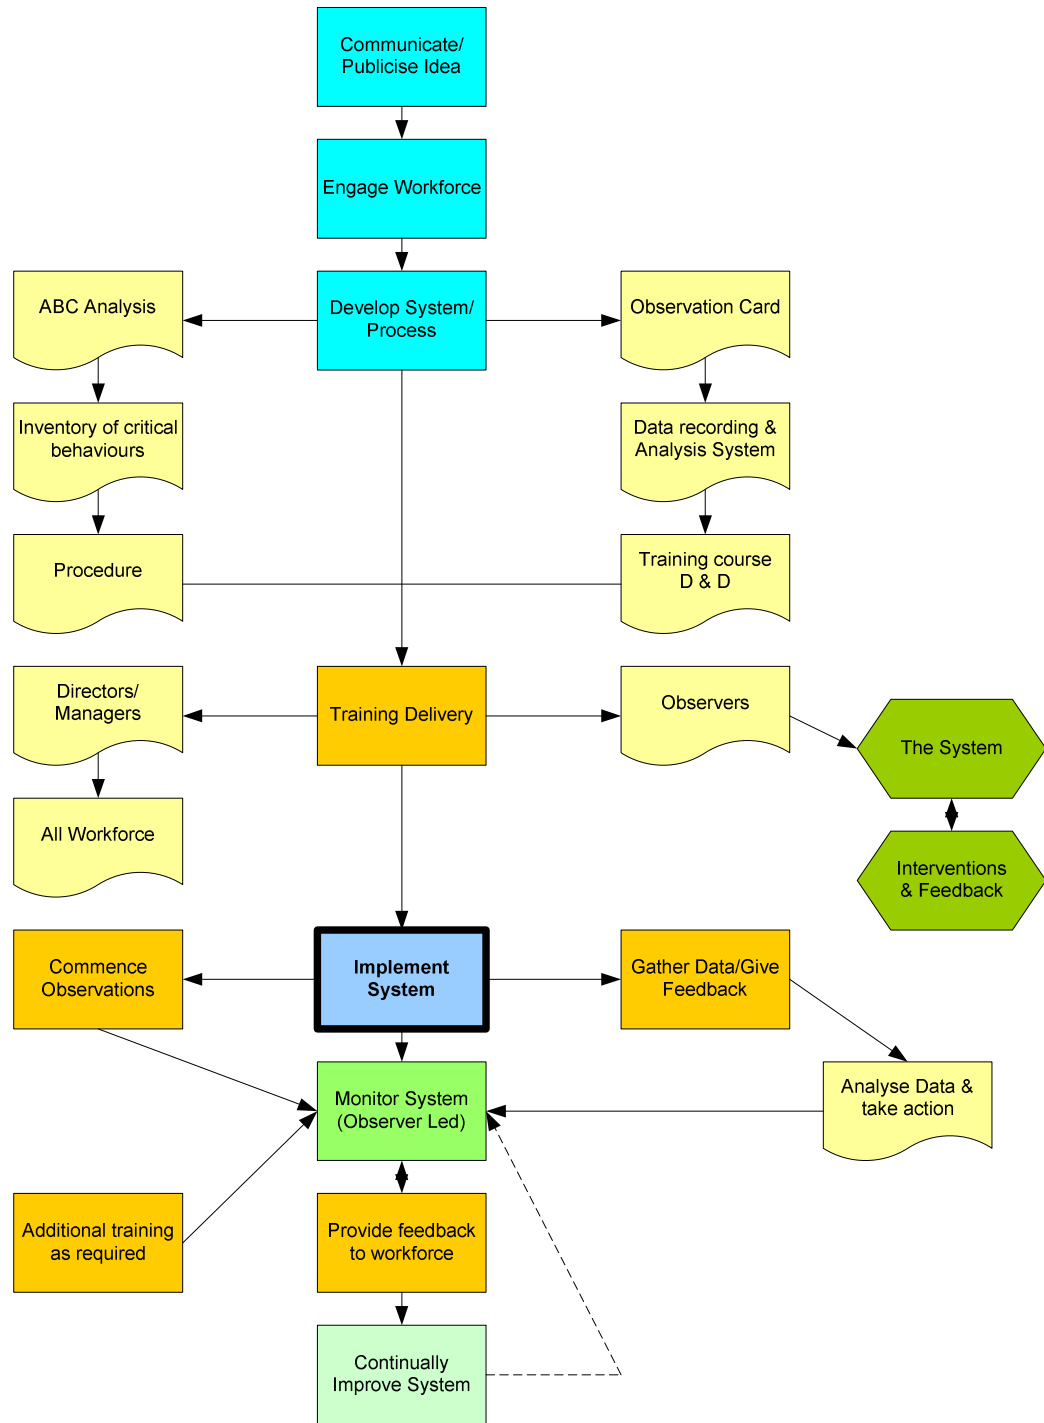 Communicate/
Publicise Idea
Engage Workforce
ABC Analysis
Develop System/
Process
Observation Card
Inventory of critical
behaviours
Data recording &
Analysis System
Procedure
Training course
D & D
Directors/
Managers
Training Delivery
Observers
The System
All Workforce
Interventions
& Feedback
Commence
Observations
Implement
System
Gather Data/Give
Feedback
Monitor System
(Observer Led)
Analyse Data &
take action
Additional training
as required
Provide feedback
to workforce
Continually
Improve System